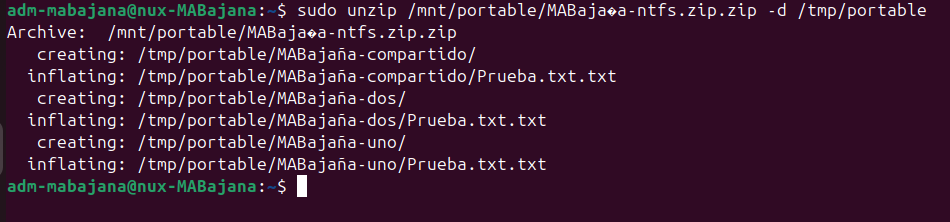 adm-mabajana@nux-MABajana:~$ sudo unzip /mnt/portable/MABaja�a-ntfs.zip.zip -d /tmp/portable
Archive:  /mnt/portable/MABaja�a-ntfs.zip.zip
   creating: /tmp/portable/MABajaña-compartido/
  inflating: /tmp/portable/MABajaña-compartido/Prueba.txt.txt
   creating: /tmp/portable/MABajaña-dos/
  inflating: /tmp/portable/MABajaña-dos/Prueba.txt.txt
   creating: /tmp/portable/MABajaña-uno/
  inflating: /tmp/portable/MABajaña-uno/Prueba.txt.txt
adm-mabajana@nux-MABajana:~$